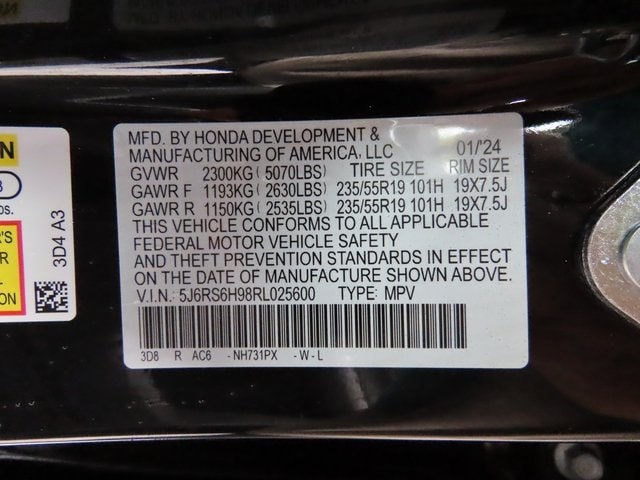 MFD. BY HONDA DEVELOPMENT &
MANUFACTURING OF AMERICA, LLC 01/'24
GVWR 2300KG ( 5070LBS) TIRE SIZE RIM SIZE
GAWR F 1193KG ( 2630LBS) 235/55R19 101H 19X7.5J
GAWR R 1150KG ( 2535LBS) 235/55R19 101H 19X7.5J
THIS VEHICLE CONFORMS TO ALL APPLICABLE
FEDERAL MOTOR VEHICLE SAFETY
AND THEFT PREVENTION STANDARDS IN EFFECT
ON THE DATE OF MANUFACTURE SHOWN ABOVE.
V.I.N. : 5J6RS6H98RL025600 TYPE: MPV
3D8 R AC6 - NH731PX - W - L
3D4 A3